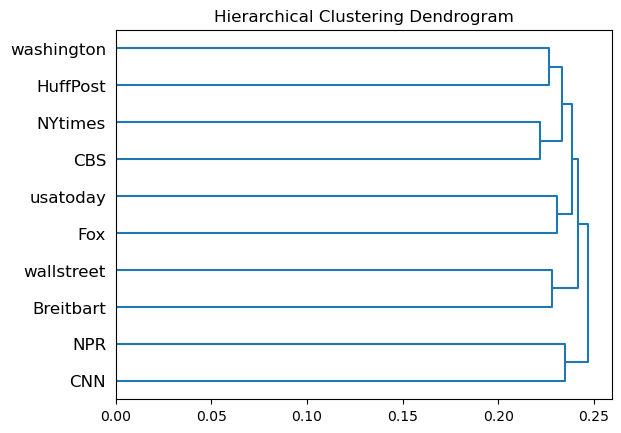 Hierarchical Clustering Dendrogram
washington
HuffPost
NYtimes
CBS
usatoday
Fox
wallstreet
Breitbart
NPR
CNN
0.00 0.05 0.10 0.15 0.20 0.25